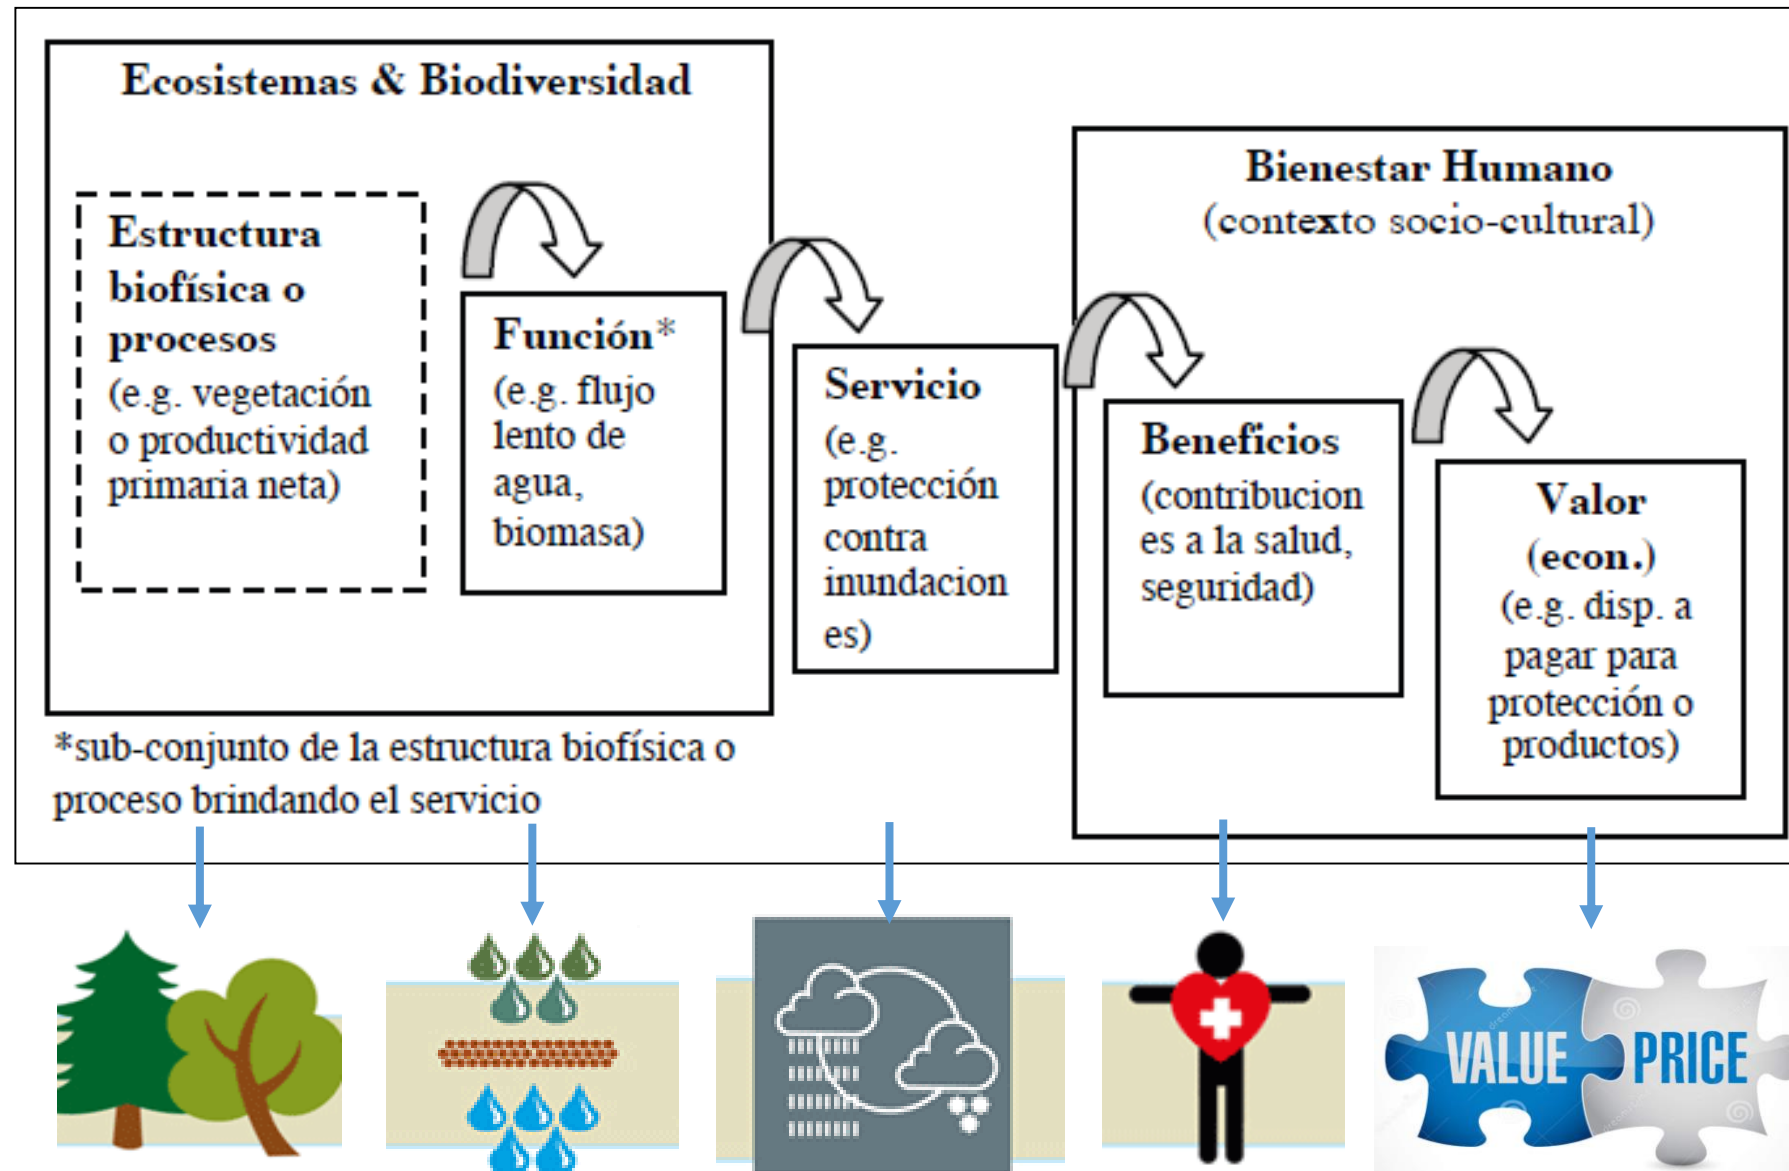 Ecosistemas & Biodiversidad
Estructura
biofísica o
procesos
(e.g. vegetación
o productividad
primaria neta)
Función*
(e.g. flujo
lento de
agua,
biomasa)
*sub-conjunto de la estructura biofísica o
proceso brindando el servicio
Servicio
(e.g.
protección
contra
inundacion
es)
Bienestar Humano
(contexto socio-cultural)
Beneficios
(contribucion
es a la salud,
seguridad)
Valor
(econ.)
(e.g. disp. a
pagar para
protección o
productos)
VALUE
PRICE